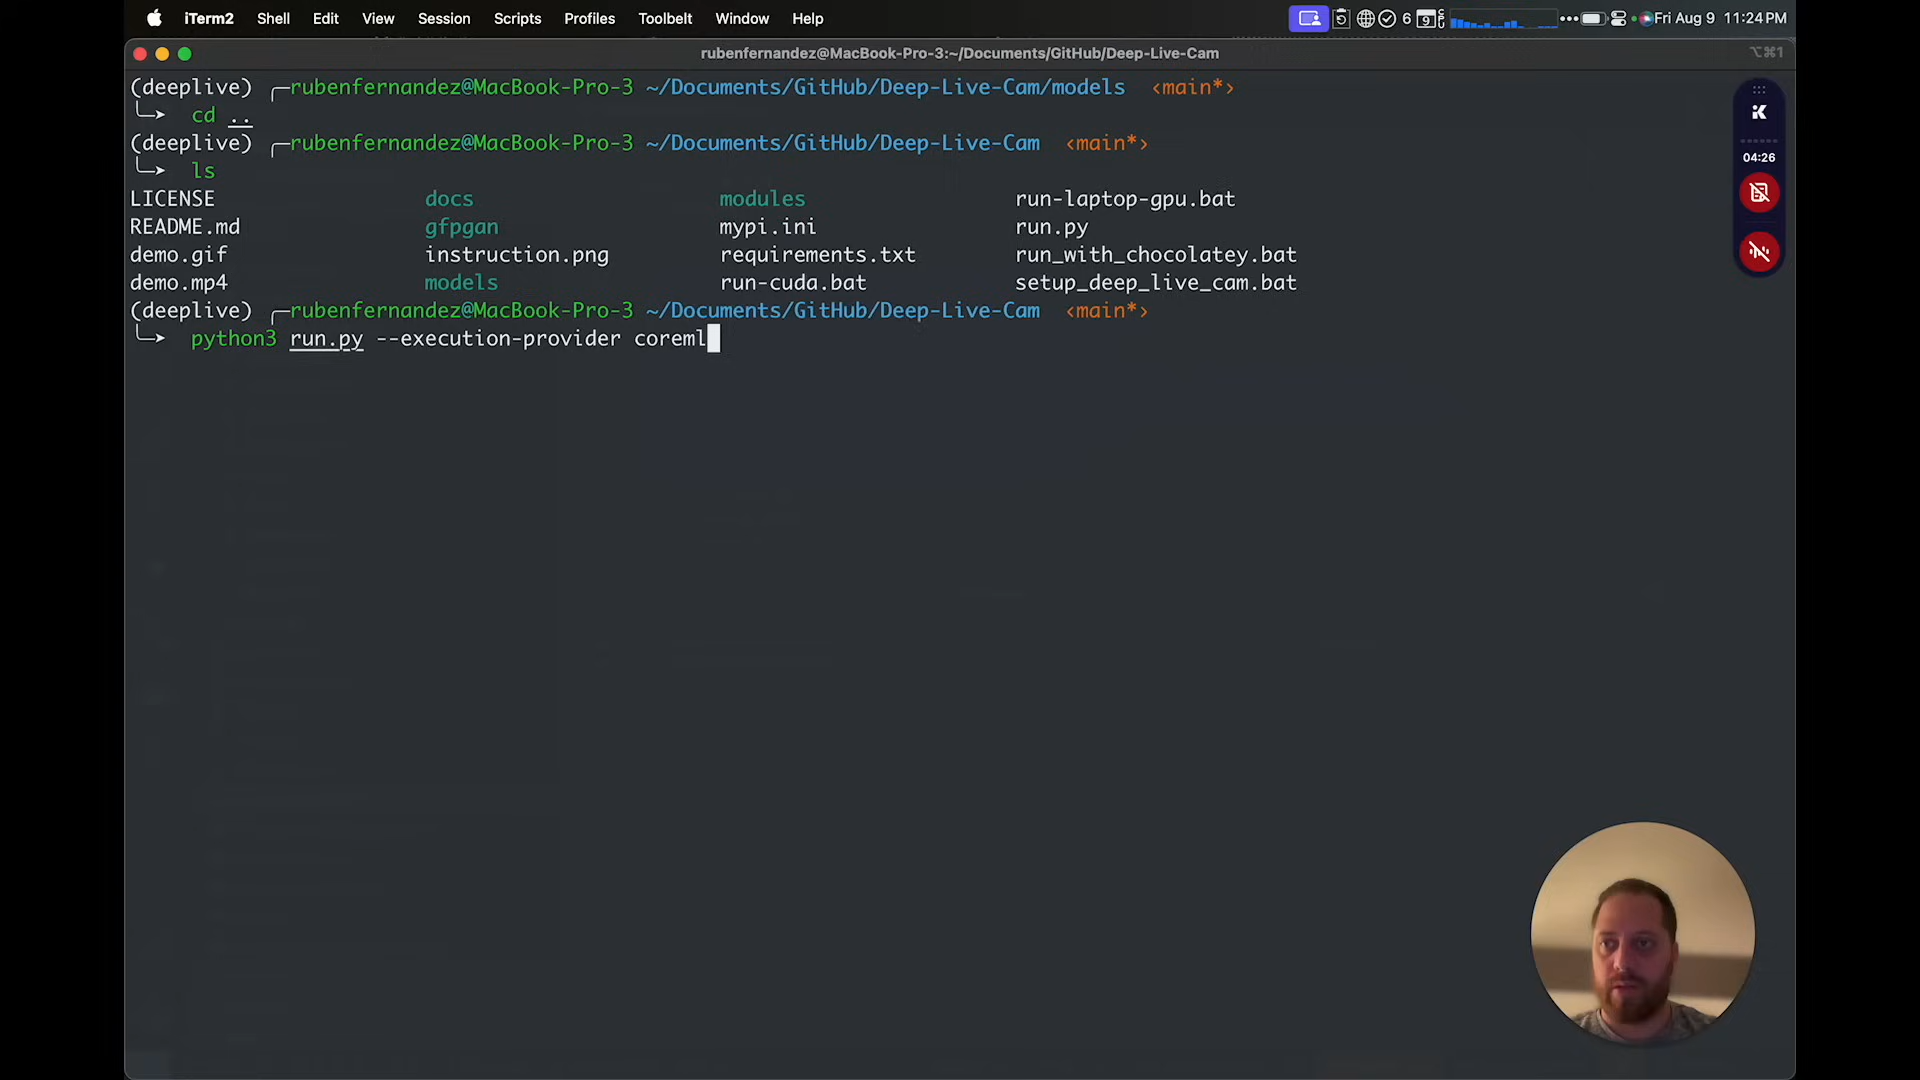 iTerm2 Shell Edit View Session Scripts Profiles Toolbelt Window Help 6 9 Fri Aug 9 11:24 PM
rubenfernandez@MacBook-Pro-3:~/Documents/GitHub/Deep-Live-Cam ⌥⌘1
(deeplive) ╭─rubenfernandez@MacBook-Pro-3 ~/Documents/GitHub/Deep-Live-Cam/models ‹main*›
╰─➤ cd ..
(deeplive) ╭─rubenfernandez@MacBook-Pro-3 ~/Documents/GitHub/Deep-Live-Cam ‹main*›
╰─➤ ls
LICENSE docs modules run-laptop-gpu.bat
README.md gfpgan mypi.ini run.py
demo.gif instruction.png requirements.txt run_with_chocolatey.bat
demo.mp4 models run-cuda.bat setup_deep_live_cam.bat
(deeplive) ╭─rubenfernandez@MacBook-Pro-3 ~/Documents/GitHub/Deep-Live-Cam ‹main*›
╰─➤ python3 run.py --execution-provider coreml
04:26